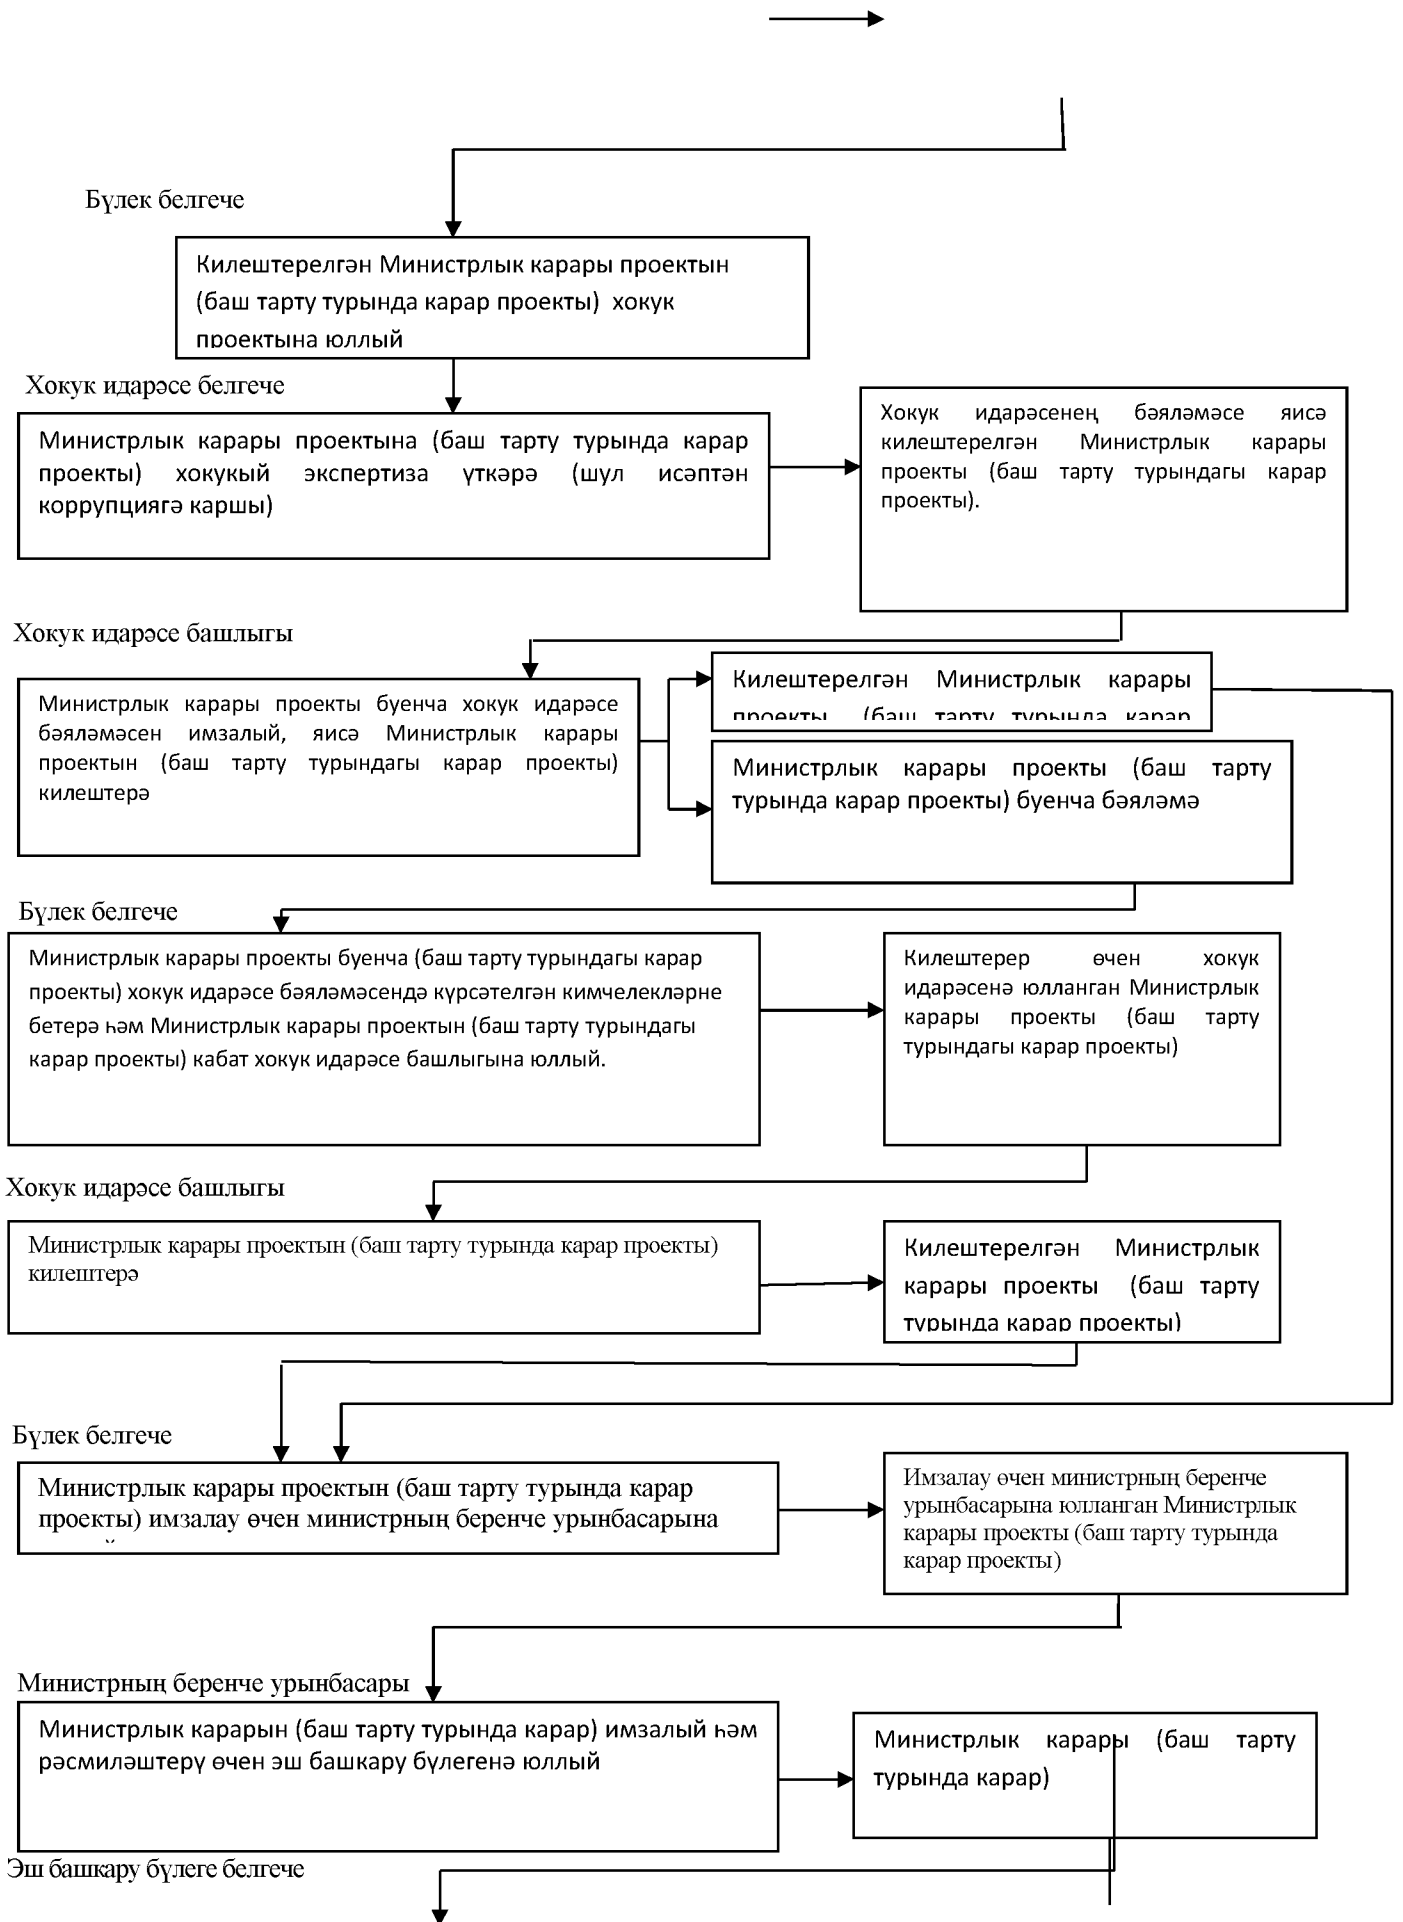 Бүлек белгече
Килештерелгән Министрлык карары проектын
(баш тарту турында карар проекты) хокук
проектына юллый
Хокук идарәсе белгече
Министрлык карары проектына (баш тарту турында карар
проекты) хокукый экспертиза үткәрә (шул исәптән
коррупциягә каршы)
Хокук идарәсенең бәяләмәсе яисә
килештерелгән Министрлык карары
проекты (баш тарту турындагы карар
проекты).
Хокук идарәсе башлыгы
Министрлык карары проекты буенча хокук идарәсе
бәяләмәсен имзалый, яисә Министрлык карары
проектын (баш тарту турындагы карар проекты)
килештерә
Килештерелгән Министрлык карары
проекты (баш тарту турында карар
Министрлык карары проекты (баш тарту
турында карар проекты) буенча бәяләмә
Бүлек белгече
Министрлык карары проекты буенча (баш тарту турындагы карар
проекты) хокук идарәсе бәяләмәсендә күрсәтелгән кимчелекләрне
бетерә һәм Министрлык карары проектын (баш тарту турындагы
карар проекты) кабат хокук идарәсе башлыгына юллый.
Килештерер өчен хокук
идарәсенә юлланган Министрлык
карары проекты (баш тарту
турындагы карар проекты)
Хокук идарәсе башлыгы
Министрлык карары проектын (баш тарту турында карар проекты)
килештерә
Килештерелгән Министрлык
карары проекты (баш тарту
турында карар проекты)
Бүлек белгече
Министрлык карары проектын (баш тарту турында карар
проекты) имзалау өчен министрның беренче урынбасарына
Имзалау өчен министрның беренче
урынбасарына юлланган Министрлык
карары проекты (баш тарту турында
карар проекты)
Министрның беренче урынбасары
Министрлык карарын (баш тарту турында карар) имзалый һәм
рәсмиләштерү өчен эш башкару бүлегенә юллый
Министрлык карары (баш тарту
турында карар)
Эш башкару бүлеге белгече